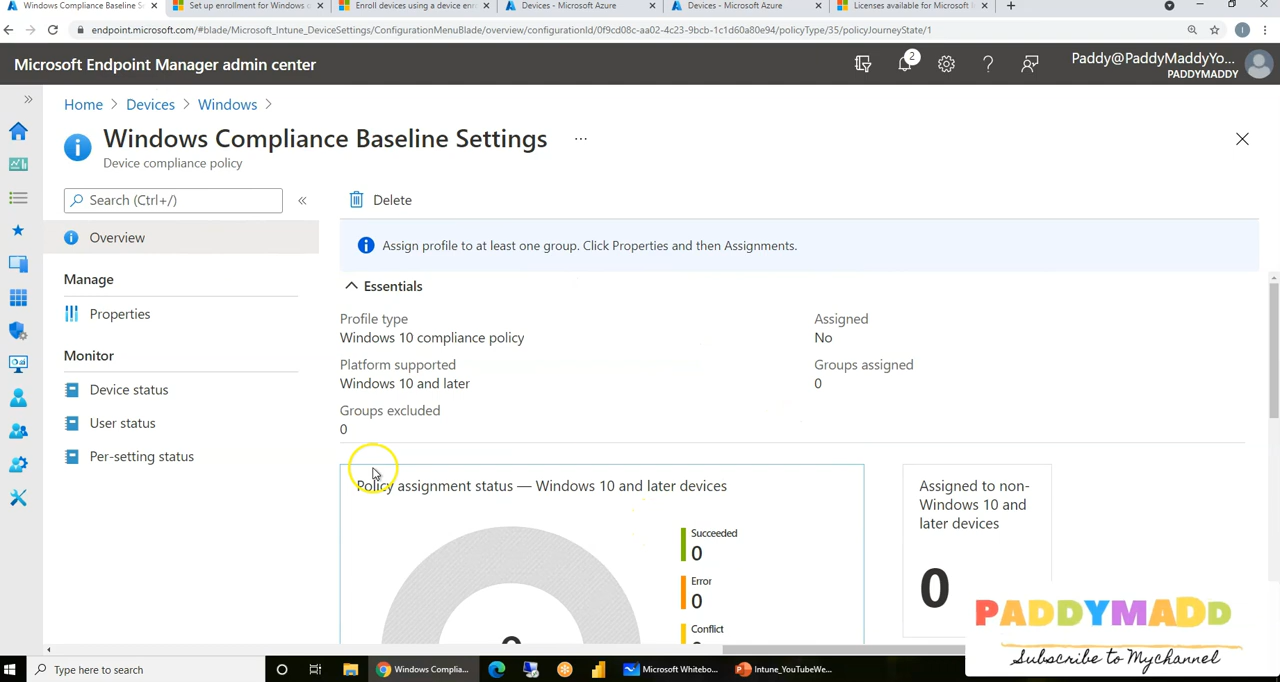 Windows Compliance Baseline S
Set up enrollment for Windows
Enroll devices using a device enr
Devices - Microsoft Azure
Devices - Microsoft Azure
Licenses available for Microsoft
endpoint.microsoft.com/#blade/Microsoft_Intune_DeviceSettings/ConfigurationMenuBlade/overview/configurationId/0f9cd08c-aa02-4c23-9bcb-1c1d60a80e94/policyType/35/policyJourneyState/1
Microsoft Endpoint Manager admin center
2
Paddy@PaddyMaddyYo...
PADDYMADDY
Home > Devices > Windows >
Windows Compliance Baseline Settings ...
Device compliance policy
Search (Ctrl+/)
Delete
Overview
Assign profile to at least one group. Click Properties and then Assignments.
Manage
Essentials
Properties
Profile type
Windows 10 compliance policy
Assigned
No
Monitor
Platform supported
Windows 10 and later
Groups assigned
0
Device status
Groups excluded
0
User status
Per-setting status
Policy assignment status — Windows 10 and later devices
Succeeded
0
Error
0
Conflict
Assigned to non-
Windows 10 and
later devices
0
PADDYMADD
Subscribe to Mychannel
Type here to search
Windows Complia...
Microsoft Whitebo...
Intune_YouTubeWe...